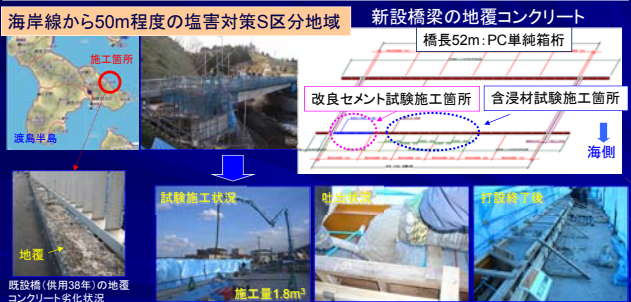 海岸線から50m程度の塩害対策S区分地域
新設橋梁の地覆コンクリート
橋長52m:PC単純箱桁
施工箇所
渡島半島
改良セメント試験施工箇所
含浸材試験施工箇所
海側
地覆
既設橋(供用38年)の地覆
コンクリート劣化状況
試験施工状況
施工量1.8m³
吐出状況
打設終了後